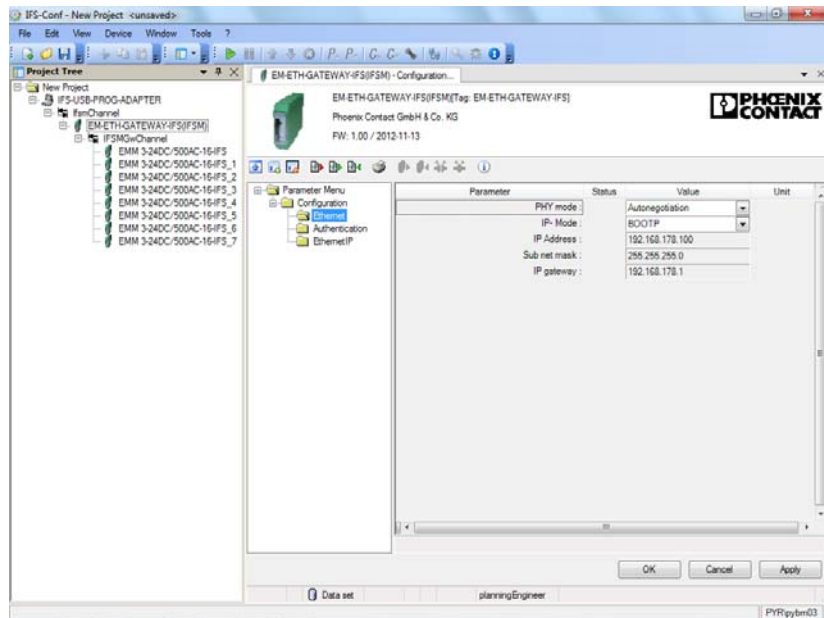 IFS-Conf - New Project <unsaved>
File Edit View Device Window Tools ?
Project Tree
New Project
IFS-USB-PROG-ADAPTER
IfsmChannel
EM-ETH-GATEWAY-IFS(IFSM)
IFSMGwChannel
EMM 3-24DC/500AC-16-IFS
EMM 3-24DC/500AC-16-IFS_1
EMM 3-24DC/500AC-16-IFS_2
EMM 3-24DC/500AC-16-IFS_3
EMM 3-24DC/500AC-16-IFS_4
EMM 3-24DC/500AC-16-IFS_5
EMM 3-24DC/500AC-16-IFS_6
EMM 3-24DC/500AC-16-IFS_7
EM-ETH-GATEWAY-IFS(IFSM) - Configuration...
EM-ETH-GATEWAY-IFS(IFSM)[Tag: EM-ETH-GATEWAY-IFS]
Phoenix Contact GmbH & Co. KG
FW: 1.00 / 2012-11-13
PHŒNIX
CONTACT
Parameter Menu
Configuration
Ethernet
Authentication
EthernetIP
Parameter Status Value Unit
PHY mode : Autonegotiation
IP- Mode : BOOTP
IP Address : 192.168.178.100
Sub net mask : 255.255.255.0
IP gateway : 192.168.178.1
OK Cancel Apply
Data set planningEngineer
PYR\pybm03